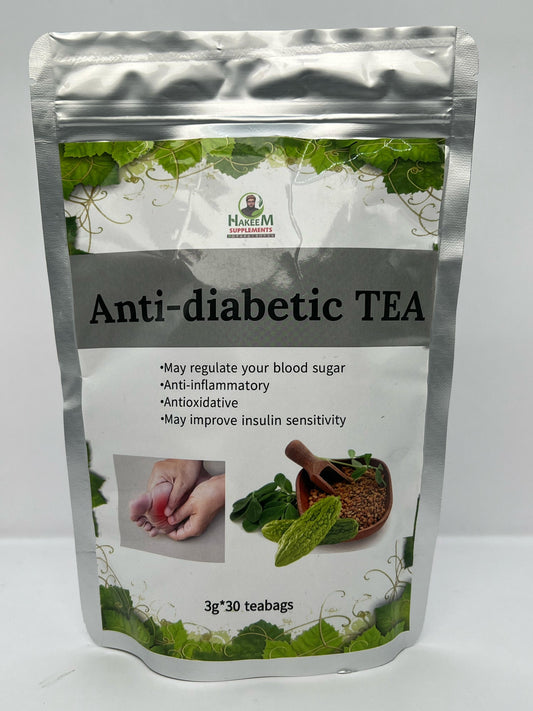 HAKEEM
SUPPLEMENTS
Anti-diabetic TEA
•May regulate your blood sugar
•Anti-inflammatory
•Antioxidative
•May improve insulin sensitivity
3g*30 teabags